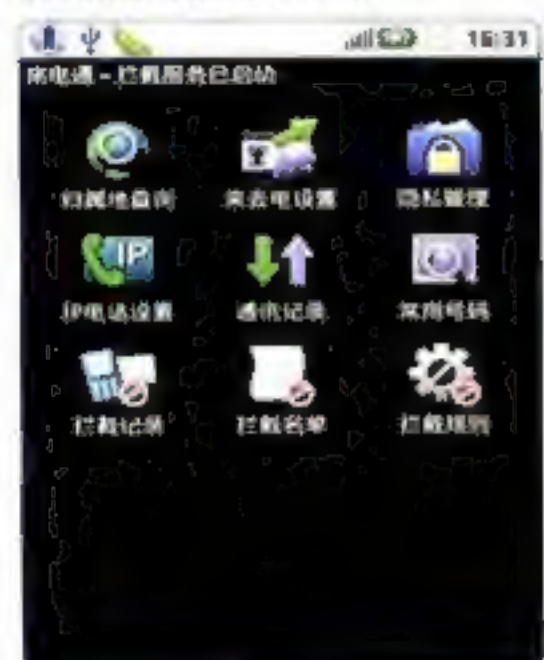 16:31
来电通 - 拦截服务已启动
归属地查询 来去电设置 隐私管理
IP
IP电话设置 通讯记录 常用号码
拦截记录 拦截名单 拦截规则